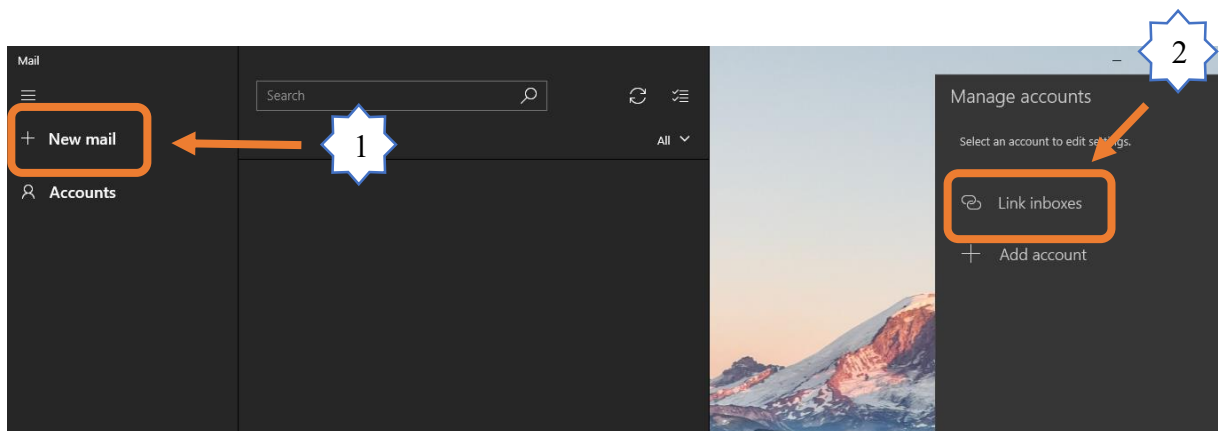 Mail
Search
New mail
1
All
Accounts
2
Manage accounts
Select an account to edit settings.
Link inboxes
Add account